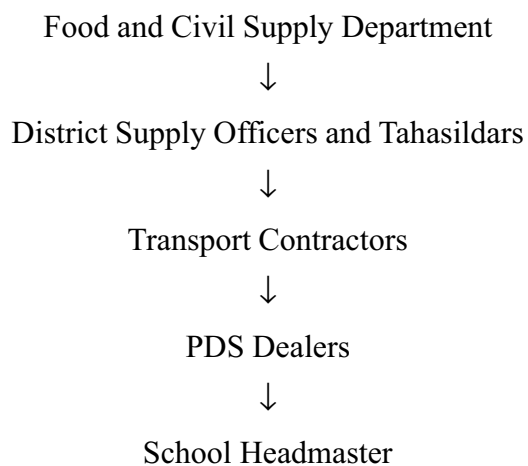 Food and Civil Supply Department
↓
District Supply Officers and Tahasildars
↓
Transport Contractors
↓
PDS Dealers
↓
School Headmaster